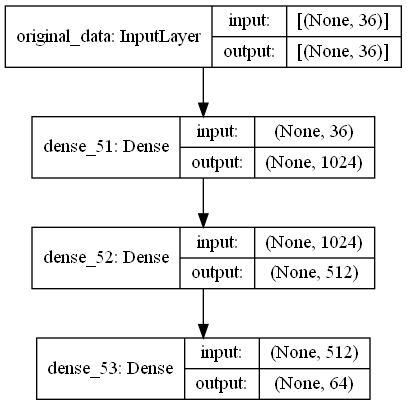 original_data: InputLayer
input:
[(None, 36)]
output:
[(None, 36)]
dense_51: Dense
input:
(None, 36)
output:
(None, 1024)
dense_52: Dense
input:
(None, 1024)
output:
(None, 512)
dense_53: Dense
input:
(None, 512)
output:
(None, 64)